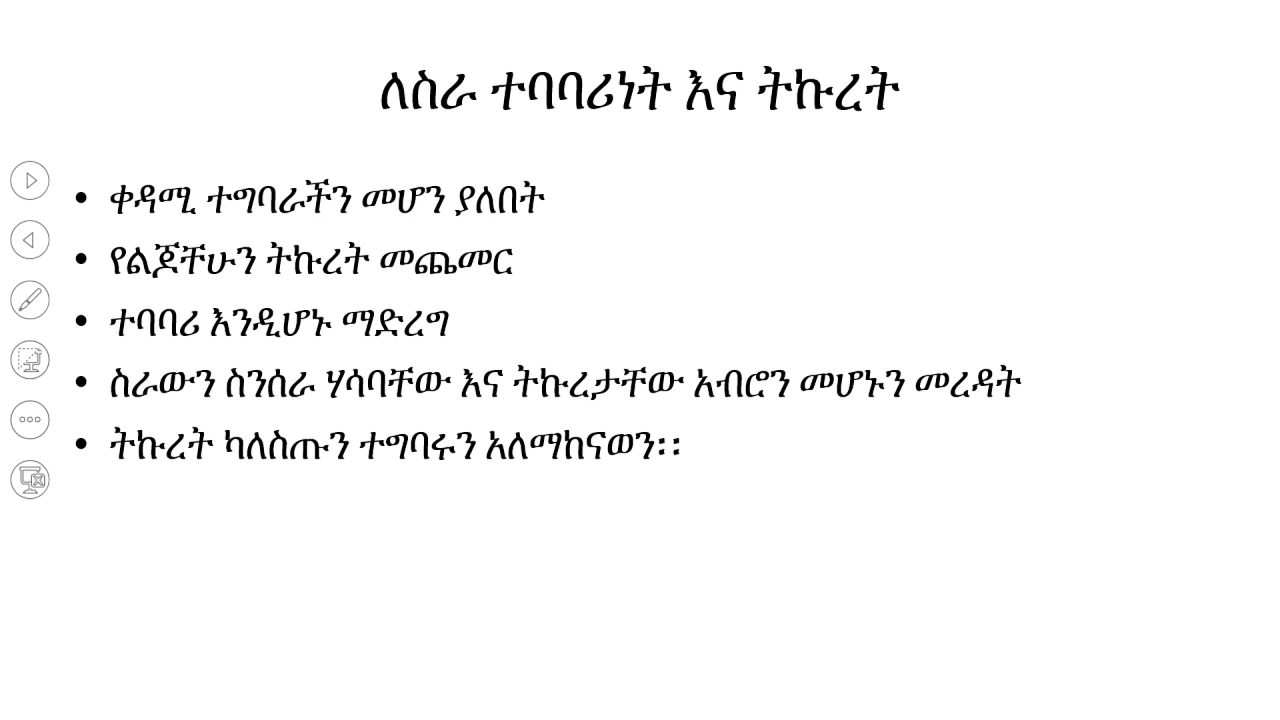 ለስራ ተባባሪነት እና ትኩረት
• ቀዳሚ ተግባራችን መሆን ያለበት
• የልጆቸሁን ትኩረት መጨመር
• ተባባሪ እንዲሆኑ ማድረግ
• ስራውን ስንሰራ ሃሳባቸው እና ትኩረታቸው አብሮን መሆኑን መረዳት
• ትኩረት ካለስጡን ተግባሩን አለማከናወን፡፡